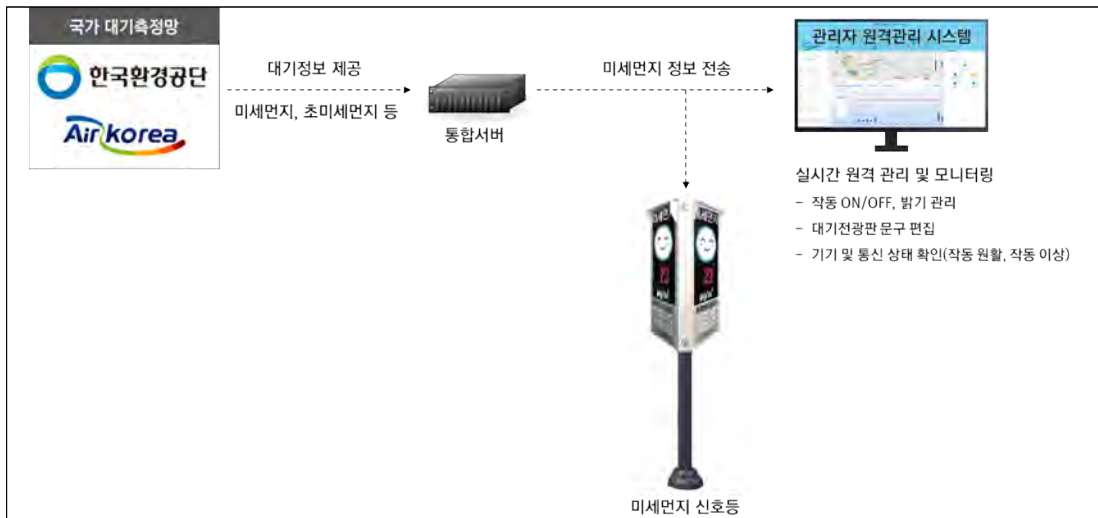 국가 대기측정망
한국환경공단
Airkorea
대기정보 제공
미세먼지, 초미세먼지 등
통합서버
미세먼지 정보 전송
관리자 원격관리 시스템
실시간 원격 관리 및 모니터링
- 작동 ON/OFF, 밝기 관리
- 대기전광판 문구 편집
- 기기 및 통신 상태 확인(작동 원활, 작동 이상)
미세먼지 신호등